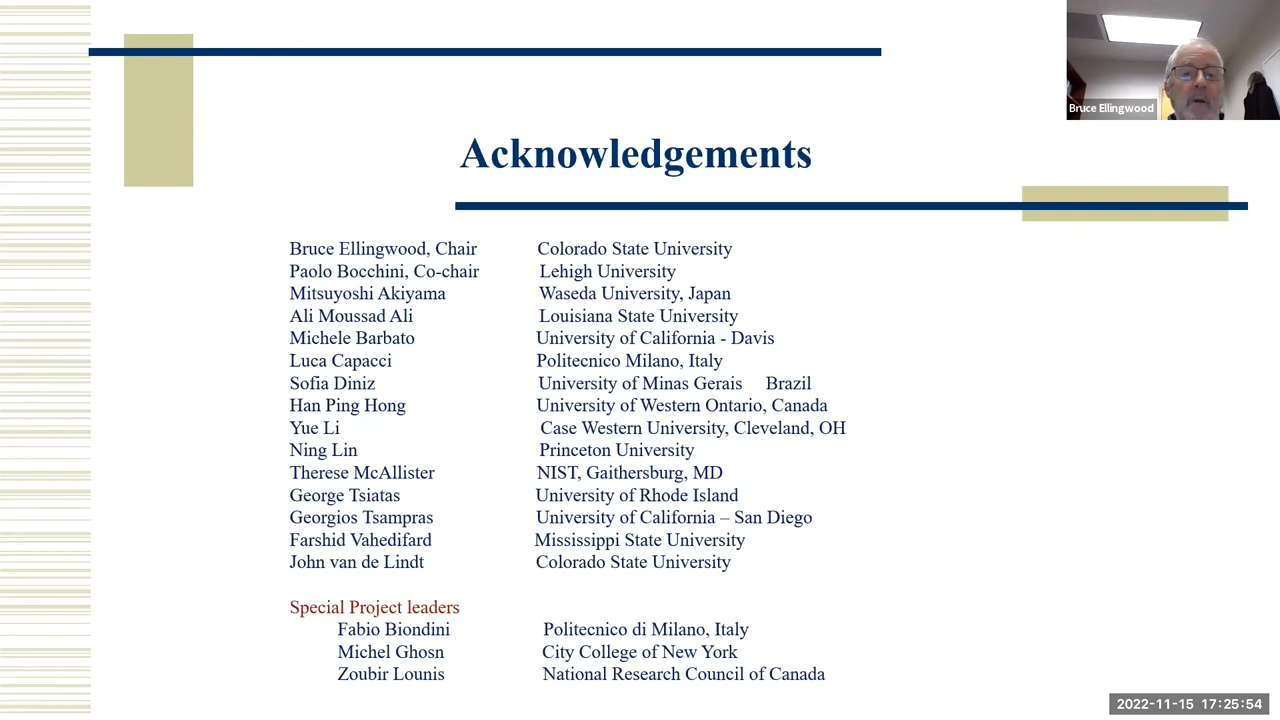 Bruce Ellingwood
Acknowledgements
Bruce Ellingwood, Chair Colorado State University
Paolo Bocchini, Co-chair Lehigh University
Mitsuyoshi Akiyama Waseda University, Japan
Ali Moussad Ali Louisiana State University
Michele Barbato University of California - Davis
Luca Capacci Politecnico Milano, Italy
Sofia Diniz University of Minas Gerais Brazil
Han Ping Hong University of Western Ontario, Canada
Yue Li Case Western University, Cleveland, OH
Ning Lin Princeton University
Therese McAllister NIST, Gaithersburg, MD
George Tsiatas University of Rhode Island
Georgios Tsampras University of California – San Diego
Farshid Vahedifard Mississippi State University
John van de Lindt Colorado State University
Special Project leaders
Fabio Biondini Politecnico di Milano, Italy
Michel Ghosn City College of New York
Zoubir Lounis National Research Council of Canada
2022-11-15 17:25:54